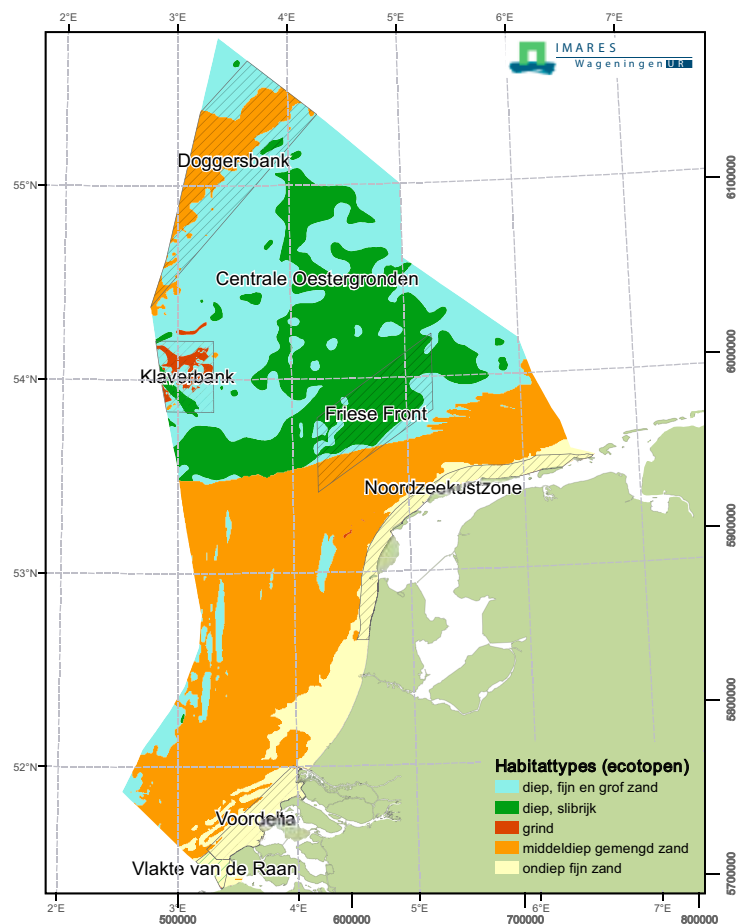 2°E 3°E 4°E 5°E 6°E 7°E
IMARES
Wageningen UR
Doggersbank
55°N
6100000
Centrale Oestergronden
6000000
54°N
Klaverbank
Friese Front
Noordzeekustzone
5900000
53°N
5800000
52°N
Habitattypes (ecotopen)
diep, fijn en grof zand
diep, slibrijk
grind
middeldiep gemengd zand
ondiep fijn zand
Voordelta
Vlakte van de Raan
5700000
2°E 3°E 4°E 5°E 6°E 7°E
500000 600000 700000 800000